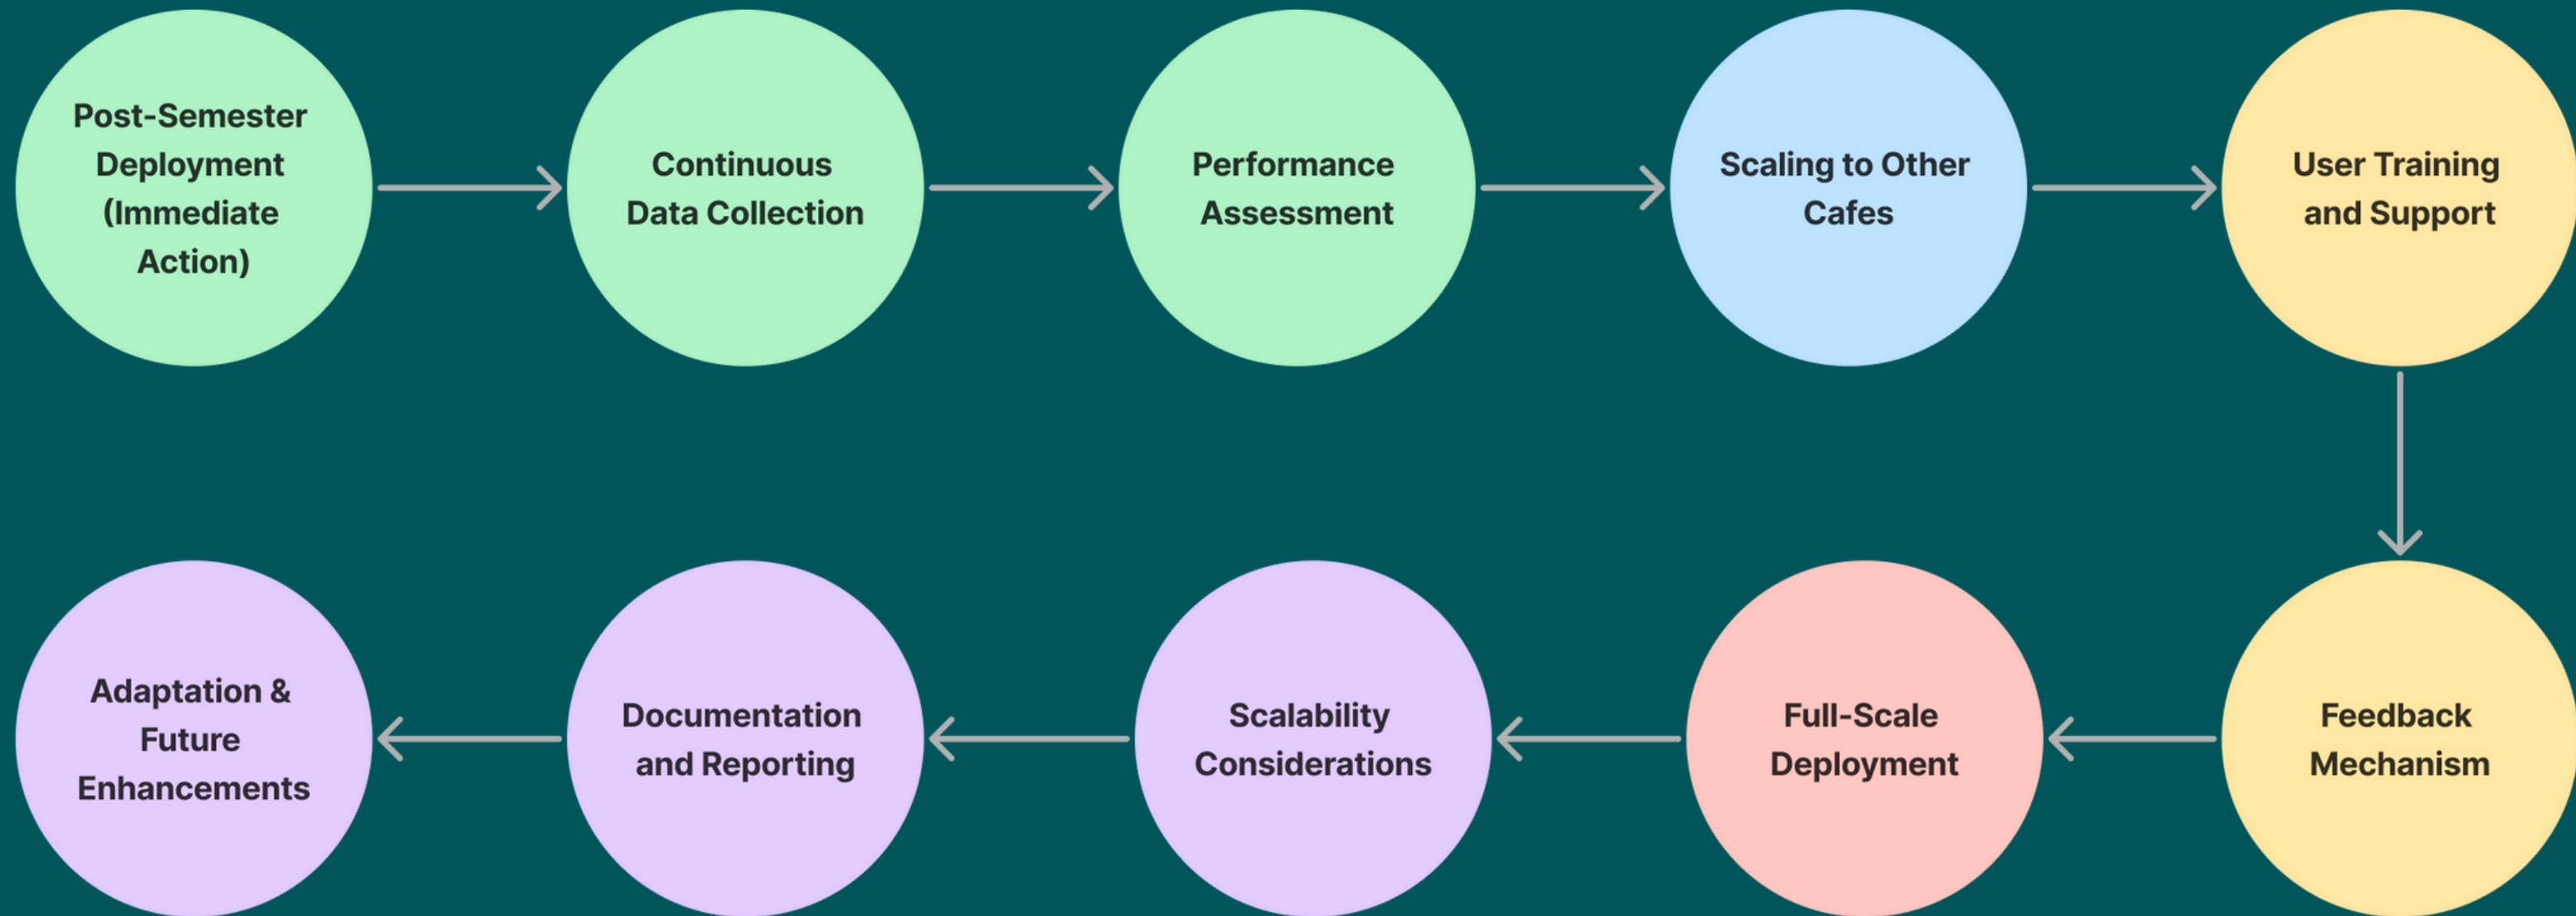 Post-Semester
Deployment
(Immediate
Action)
Continuous
Data Collection
Performance
Assessment
Scaling to Other
Cafes
User Training
and Support
Feedback
Mechanism
Full-Scale
Deployment
Scalability
Considerations
Documentation
and Reporting
Adaptation &
Future
Enhancements